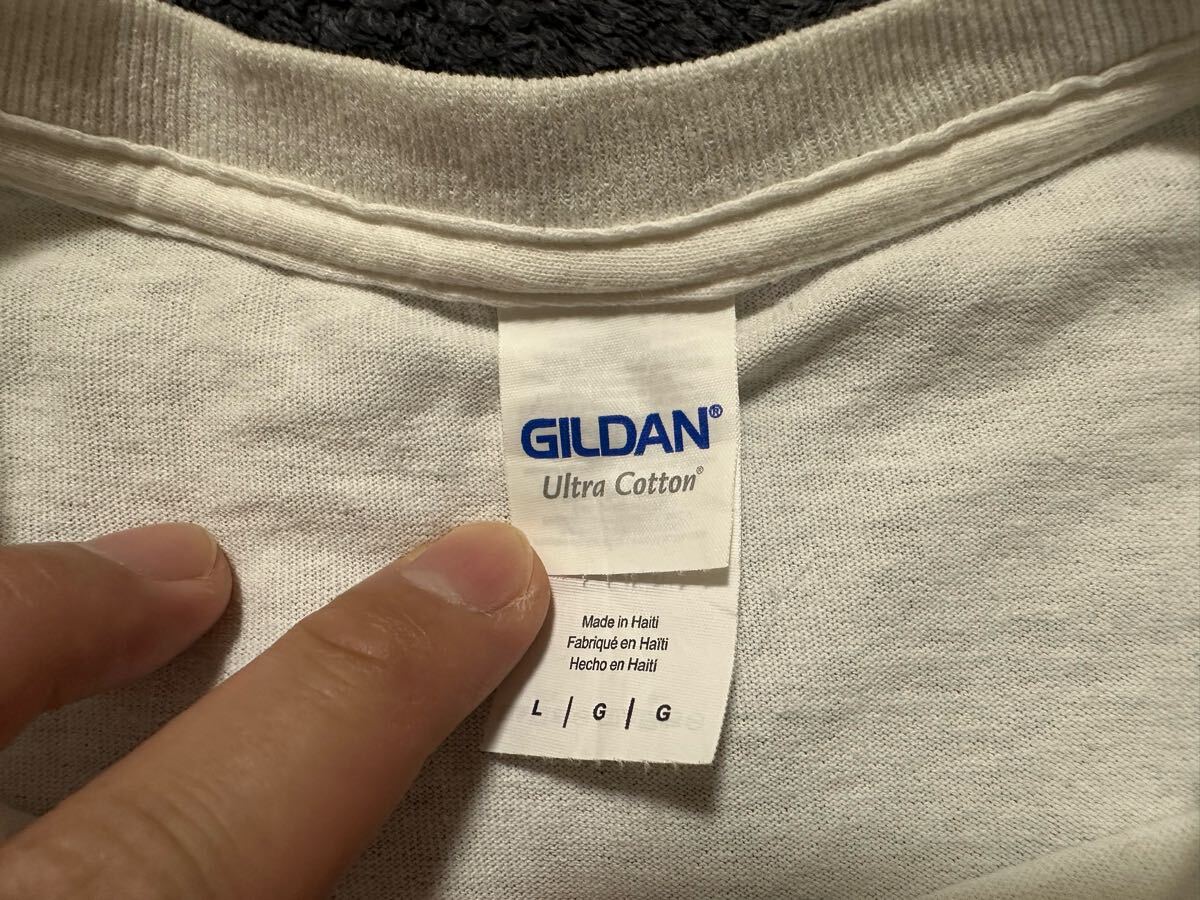 GILDAN®
Ultra Cotton®
Made in Haiti
Fabriqué en Haïti
Hecho en Haití
L / G / G